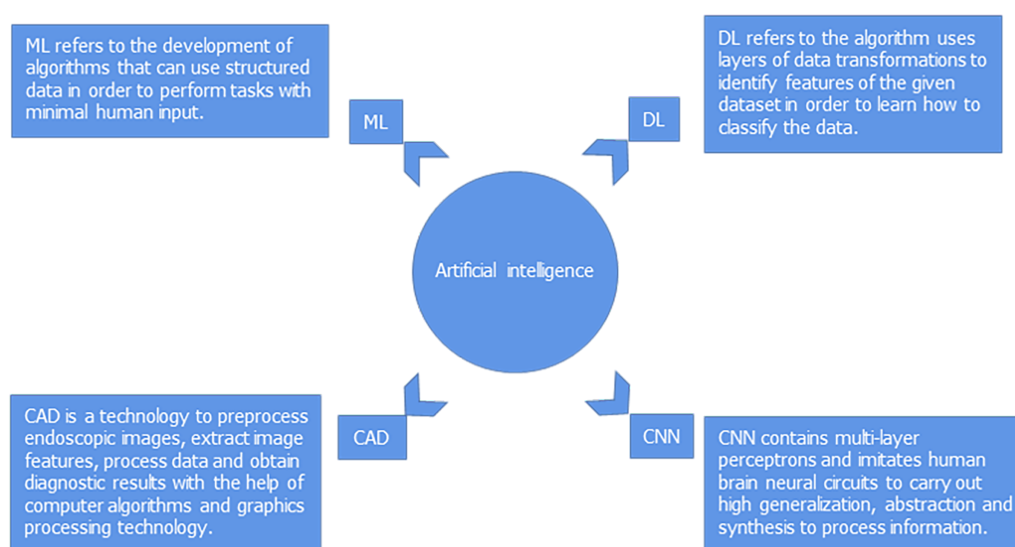 ML refers to the development of
algorithms that can use structured
data in order to perform tasks with
minimal human input.
ML
DL
DL refers to the algorithm uses
layers of data transformations to
identify features of the given
dataset in order to learn how to
classify the data.
Artificial intelligence
CAD is a technology to preprocess
endoscopic images, extract image
features, process data and obtain
diagnostic results with the help of
computer algorithms and graphics
processing technology.
CAD
CNN
CNN contains multi-layer
perceptrons and imitates human
brain neural circuits to carry out
high generalization, abstraction and
synthesis to process information.